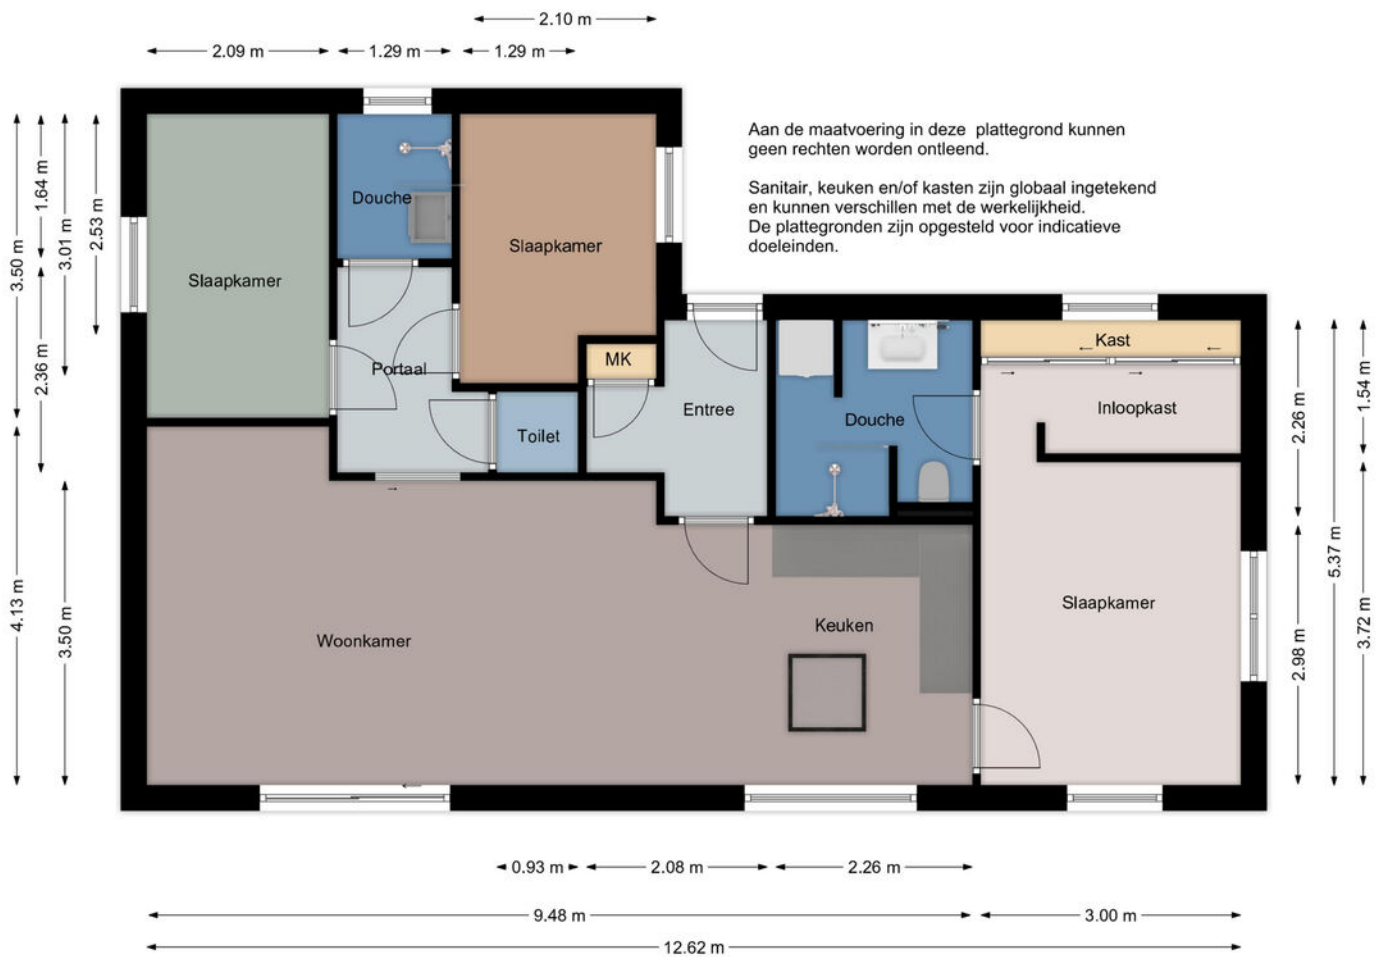 2.10 m
2.09 m
1.29 m
1.29 m
Aan de maatvoering in deze plattegrond kunnen
geen rechten worden ontleend.
Sanitair, keuken en/of kasten zijn globaal ingetekend
en kunnen verschillen met de werkelijkheid.
De plattegronden zijn opgesteld voor indicatieve
doeleinden.
3.50 m
1.64 m
3.01 m
2.53 m
2.36 m
4.13 m
3.50 m
Douche
Slaapkamer
Slaapkamer
Portaal
MK
Toilet
Entree
Douche
Kast
Inloopkast
Slaapkamer
Woonkamer
Keuken
2.26 m
5.37 m
1.54 m
2.98 m
3.72 m
0.93 m
2.08 m
2.26 m
9.48 m
3.00 m
12.62 m